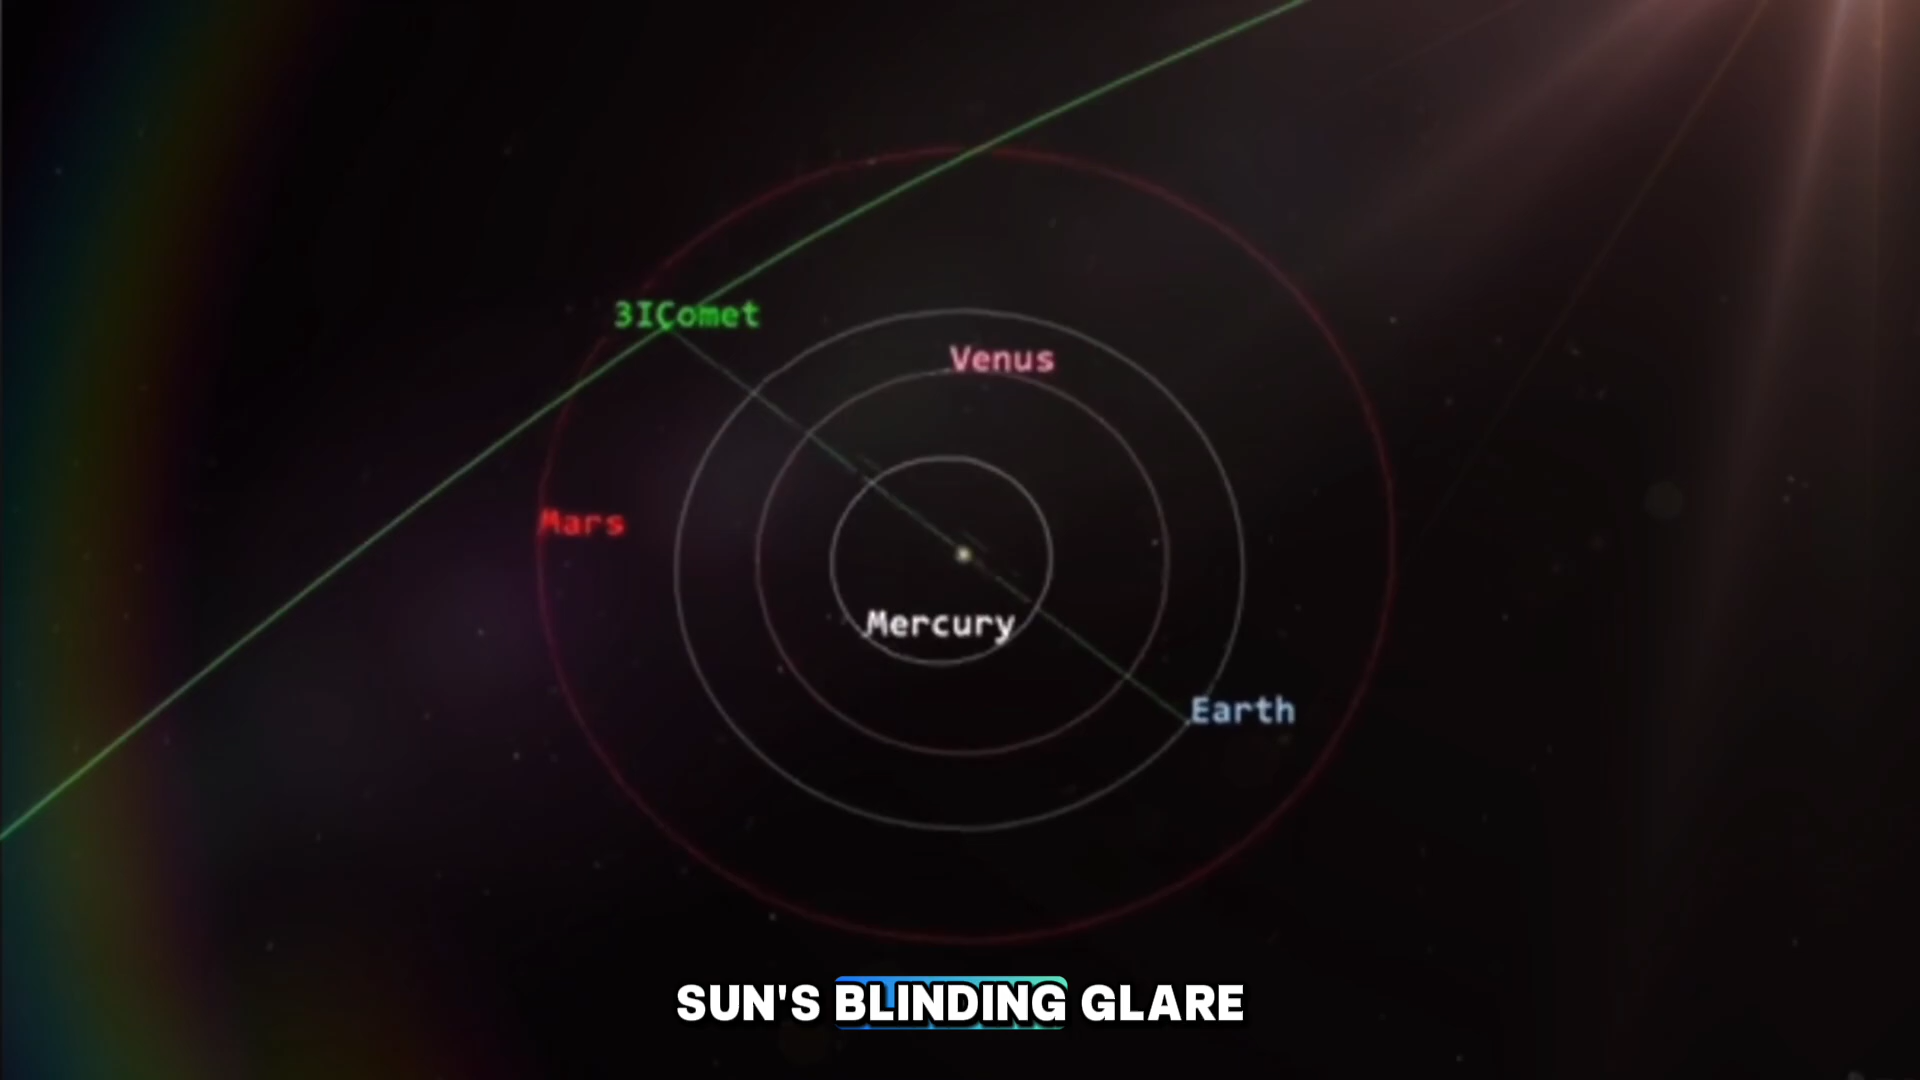 3IComet
Venus
Mars
Mercury
Earth
SUN'S BLINDING GLARE